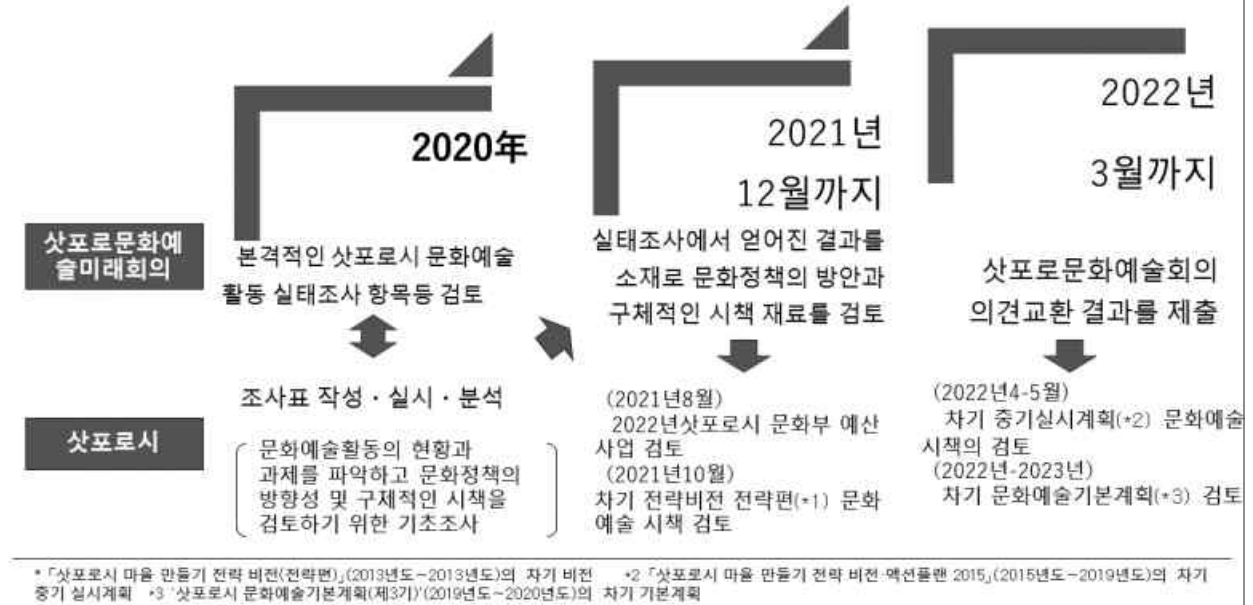 2020年
2021년
12월까지
2022년
3월까지
삿포로문화예
술미래회의
본격적인 삿포로시 문화예술
활동 실태조사 항목등 검토
실태조사에서 얻어진 결과를
소재로 문화정책의 방안과
구체적인 시책 재료를 검토
삿포로문화예술회의
의견교환 결과를 제출
삿포로시
조사표 작성・실시・분석
문화예술활동의 현황과
과제를 파악하고 문화정책의
방향성 및 구체적인 시책을
검토하기 위한 기초조사
(2021년8월)
2022년삿포로시 문화부 예산
사업 검토
(2021년10월)
차기 전략비전 전략편(*1) 문화
예술 시책 검토
(2022년4-5월)
차기 중기실시계획(*2) 문화예술
시책의 검토
(2022년-2023년)
차기 문화예술기본계획(*3) 검토
*「삿포로시 마을 만들기 전략 비전(전략편)」(2013년도~2013년도)의 차기 비전 *2「삿포로시 마을 만들기 전략 비전·액션플랜 2015」(2015년도~2019년도)의 차기
중기 실시계획 *3 '삿포로시 문화예술기본계획(제3기)'(2019년도~2020년도)의 차기 기본계획